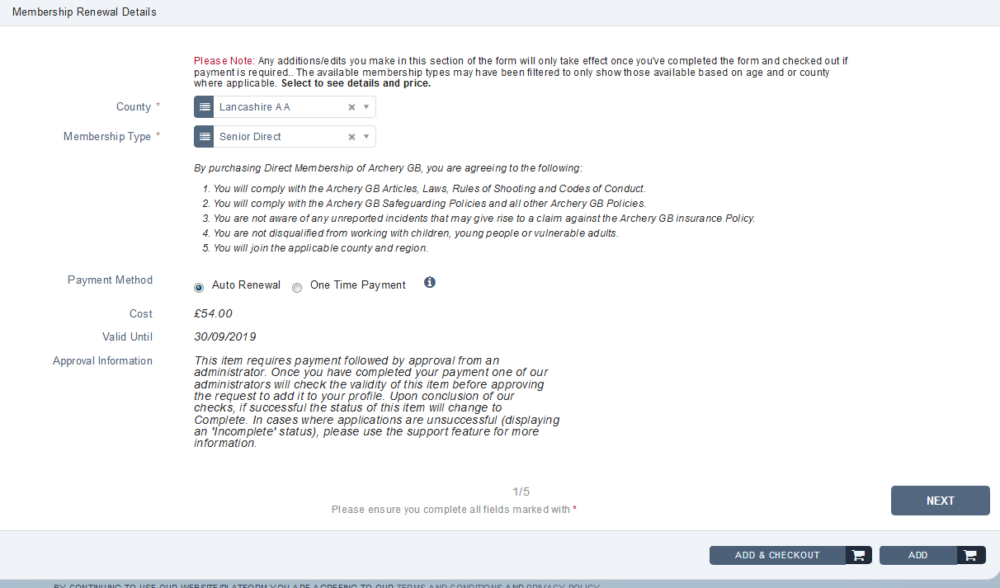 Membership Renewal Details
Please Note: Any additions/edits you make in this section of the form will only take effect once you've completed the form and checked out if
payment is required.. The available membership types may have been filtered to only show those available based on age and or county
where applicable. Select to see details and price.
County *
Lancashire AA
Membership Type *
Senior Direct
By purchasing Direct Membership of Archery GB, you are agreeing to the following:
1. You will comply with the Archery GB Articles, Laws, Rules of Shooting and Codes of Conduct.
2. You will comply with the Archery GB Safeguarding Policies and all other Archery GB Policies.
3. You are not aware of any unreported incidents that may give rise to a claim against the Archery GB insurance Policy.
4. You are not disqualified from working with children, young people or vulnerable adults.
5. You will join the applicable county and region.
Payment Method
Auto Renewal One Time Payment
Cost
£54.00
Valid Until
30/09/2019
Approval Information
This item requires payment followed by approval from an
administrator. Once you have completed your payment one of our
administrators will check the validity of this item before approving
the request to add it to your profile. Upon conclusion of our
checks, if successful the status of this item will change to
Complete. In cases where applications are unsuccessful (displaying
an 'Incomplete' status), please use the support feature for more
information.
1/5
Please ensure you complete all fields marked with *
NEXT
ADD & CHECKOUT
ADD
BY CONTINUING TO USE OUR WEBSITE/PLATFORM YOU ARE AGREEING TO OUR TERMS AND CONDITIONS AND PRIVACY POLICY